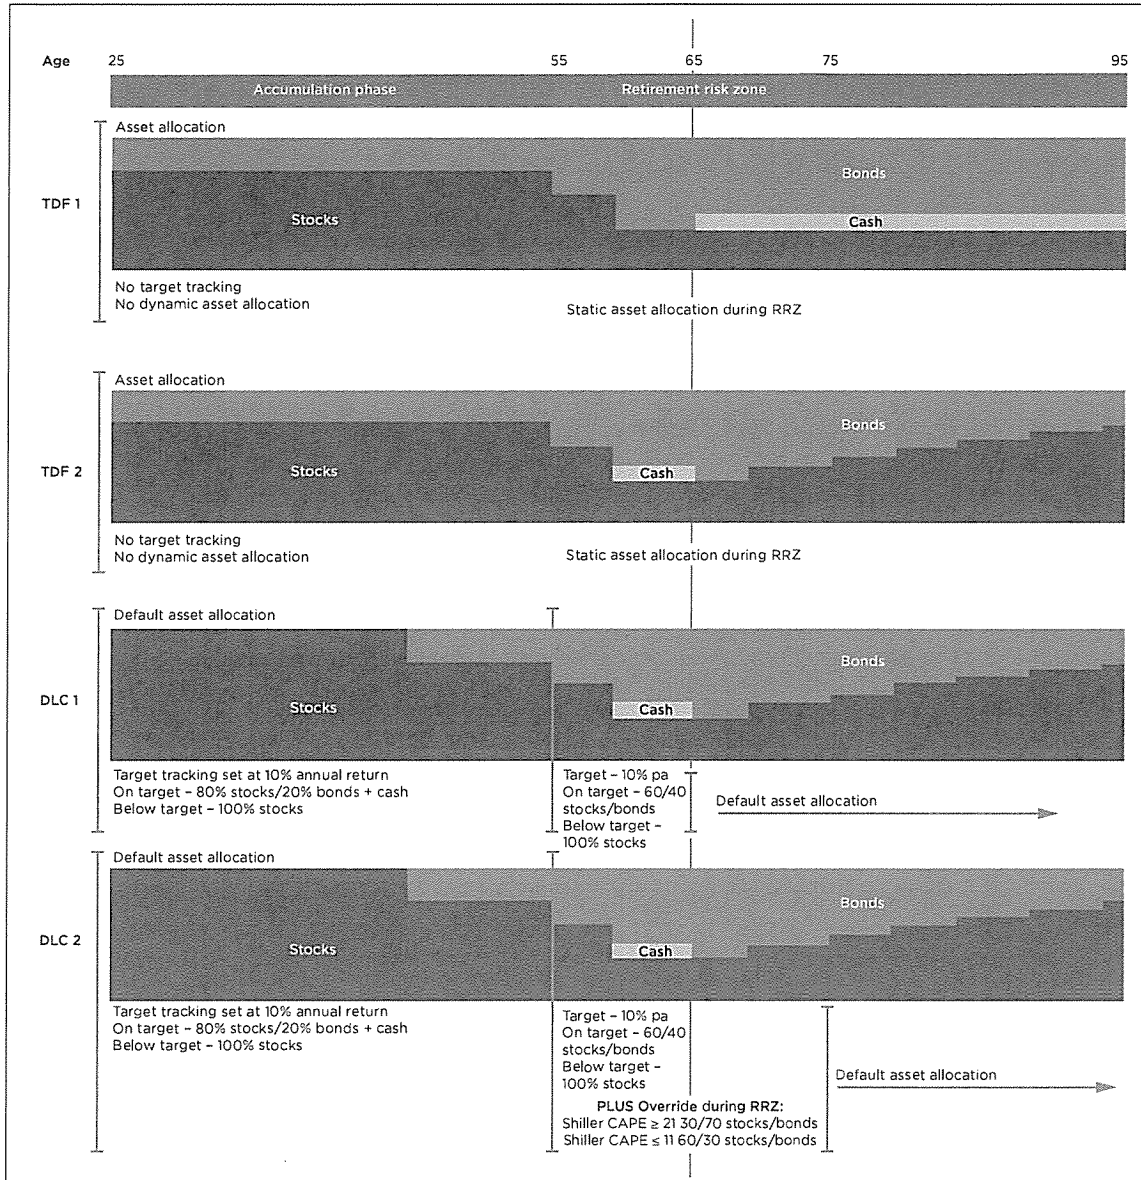 Age 25 55 65 75 95
Accumulation phase Retirement risk zone
Asset allocation
Bonds
TDF 1
Stocks
Cash
No target tracking
No dynamic asset allocation
Static asset allocation during RRZ
Asset allocation
Bonds
TDF 2
Stocks
Cash
No target tracking
No dynamic asset allocation
Static asset allocation during RRZ
Default asset allocation
Bonds
DLC 1
Stocks
Cash
Target tracking set at 10% annual return
On target – 80% stocks/20% bonds + cash
Below target – 100% stocks
Target – 10% pa
On target – 60/40
stocks/bonds
Below target –
100% stocks
Default asset allocation
Default asset allocation
Bonds
DLC 2
Stocks
Cash
Target tracking set at 10% annual return
On target – 80% stocks/20% bonds + cash
Below target – 100% stocks
Target – 10% pa
On target – 60/40
stocks/bonds
Below target –
100% stocks
Default asset allocation
PLUS Override during RRZ:
Shiller CAPE ≥ 21 30/70 stocks/bonds
Shiller CAPE ≤ 11 60/30 stocks/bonds